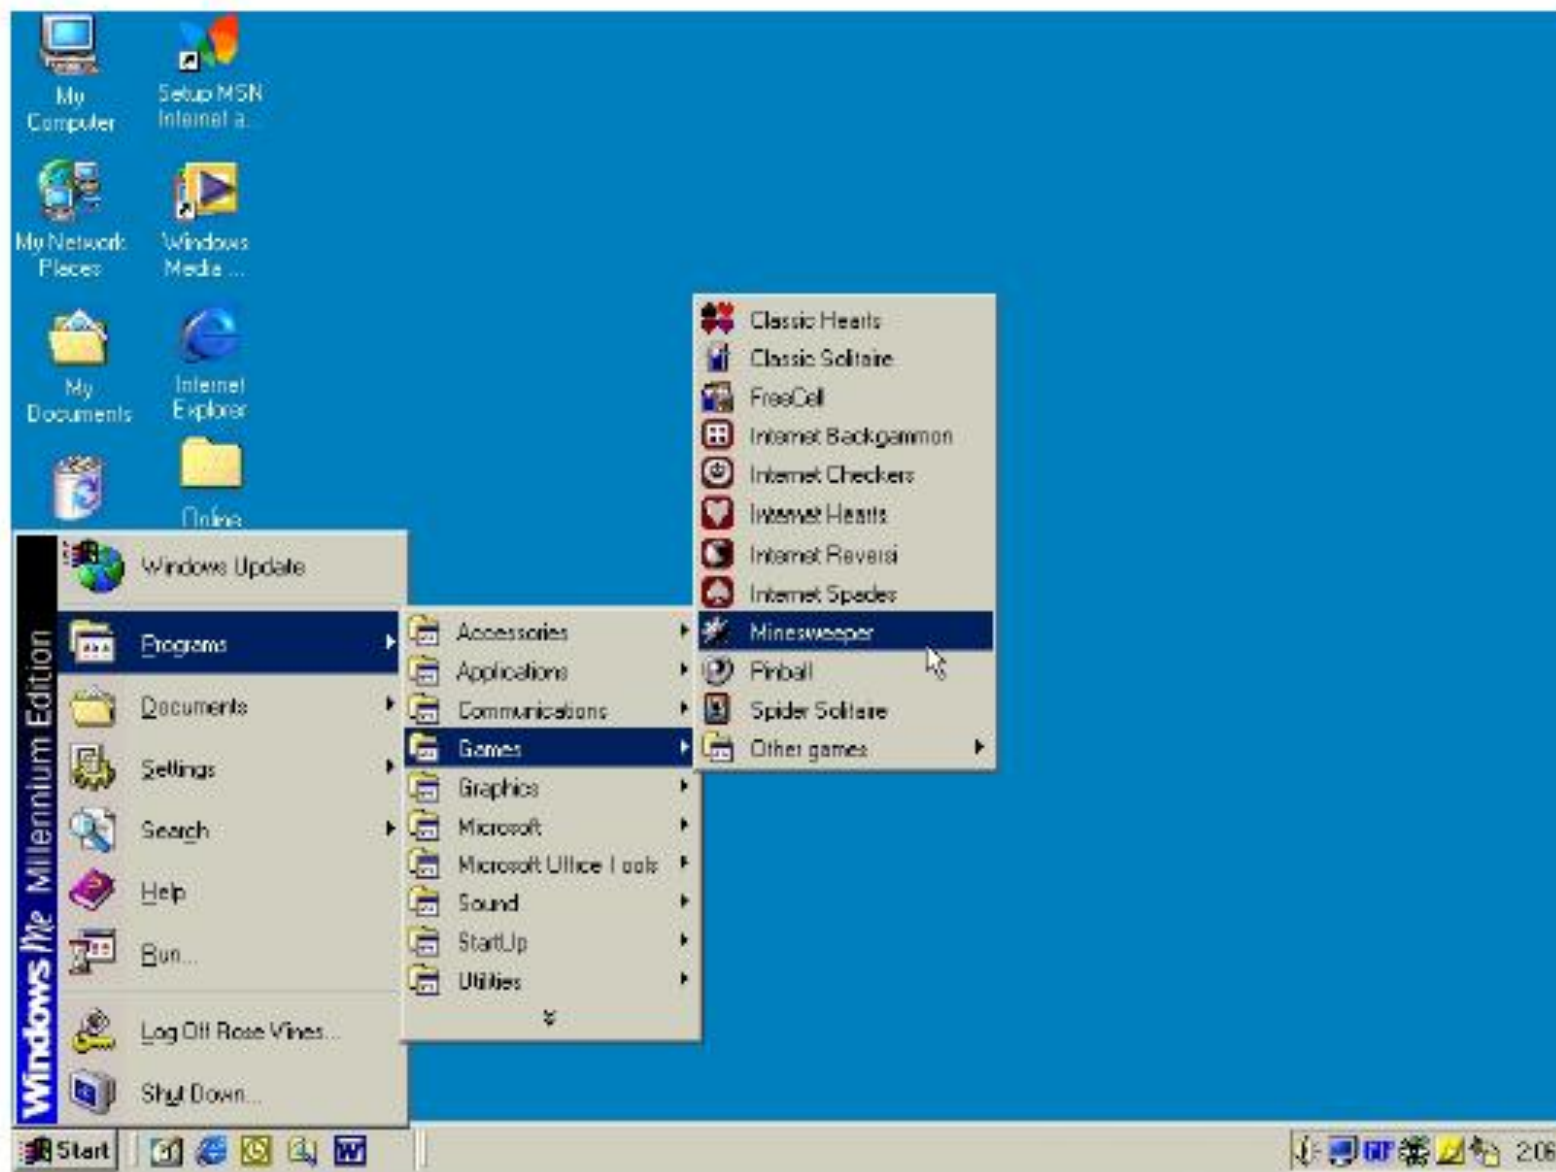 My
Computer
Setup MSN
Internet a...
My Network
Places
Windows
Media ...
My
Documents
Internet
Explorer
Online
Windows Me Millennium Edition
Windows Update
Programs
Documents
Settings
Search
Help
Run...
Log Off Rose Vines...
Shut Down...
Accessories
Applications
Communications
Games
Graphics
Microsoft
Microsoft Office Tools
Sound
StartUp
Utilities
Classic Hearts
Classic Solitaire
FreeCell
Internet Backgammon
Internet Checkers
Internet Hearts
Internet Reversi
Internet Spades
Minesweeper
Pinball
Spider Solitaire
Other games
Start
2:06